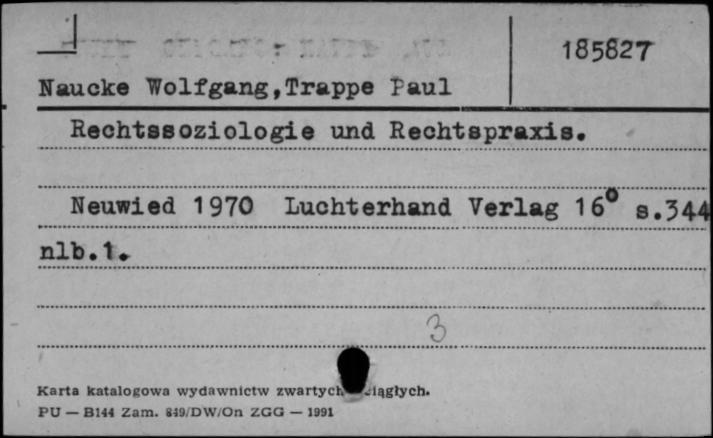 185827
Naucke Wolfgang,Trappe Paul
Rechtssoziologie und Rechtspraxis.
Neuwied 1970 Luchterhand Verlag 16° s.344
nlb.1.
3
Karta katalogowa wydawnictw zwartych ciągłych.
PU — B144 Zam. 849/DW/On ZGG — 1991